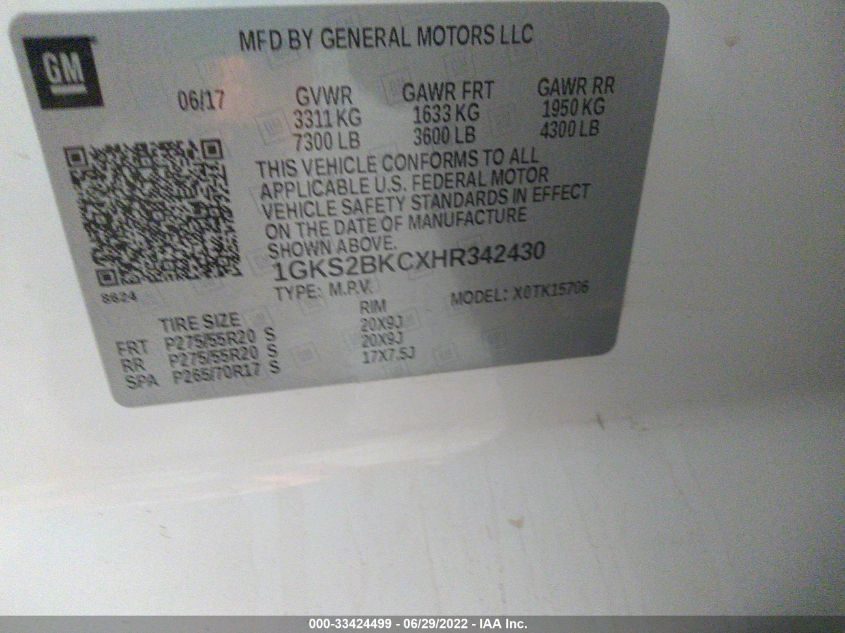 MFD BY GENERAL MOTORS LLC
GM
06/17 GVWR GAWR FRT GAWR RR
3311 KG 1633 KG 1950 KG
7300 LB 3600 LB 4300 LB
THIS VEHICLE CONFORMS TO ALL
APPLICABLE U.S. FEDERAL MOTOR
VEHICLE SAFETY STANDARDS IN EFFECT
ON THE DATE OF MANUFACTURE
SHOWN ABOVE.
1GKS2BKCXHR342430
8624
TYPE: M.P.V. MODEL: X0TK15706
TIRE SIZE RIM
FRT P275/55R20 S 20X9J
RR P275/55R20 S 20X9J
SPA P265/70R17 S 17X7.5J
000-33424499 - 06/29/2022 - IAA Inc.